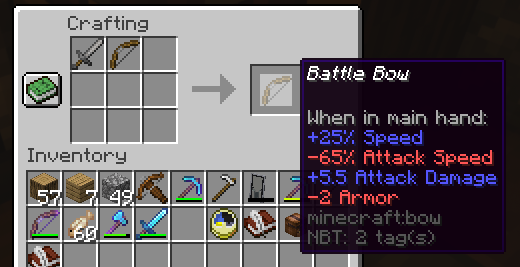 Crafting
Battle Bow
When in main hand:
+25% Speed
-65% Attack Speed
+5.5 Attack Damage
-2 Armor
minecraft:bow
NBT: 2 tag(s)
Inventory
57 7 49
60